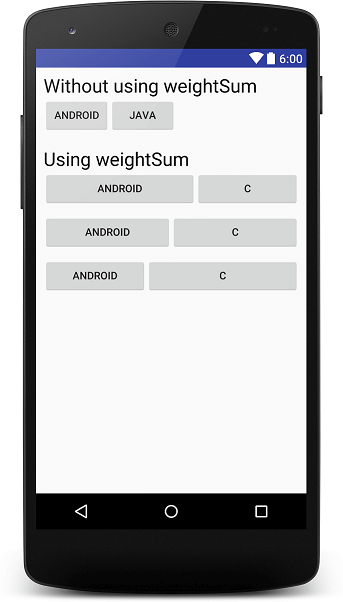 6:00
Without using weightSum
ANDROID JAVA
Using weightSum
ANDROID C
ANDROID C
ANDROID C